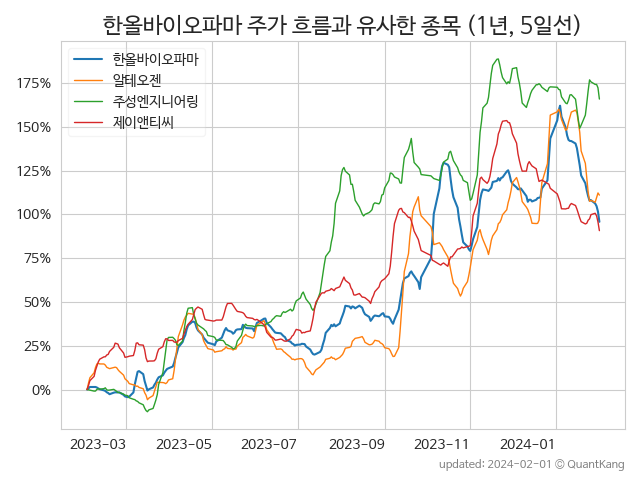 한올바이오파마 주가 흐름과 유사한 종목 (1년, 5일선)
한올바이오파마
알테오젠
주성엔지니어링
제이앤티씨
175%
150%
125%
100%
75%
50%
25%
0%
2023-03 2023-05 2023-07 2023-09 2023-11 2024-01
updated: 2024-02-01 © QuantKang